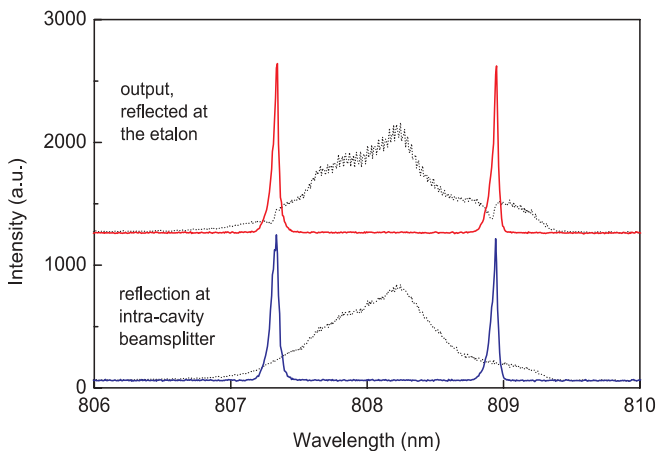 3000
2000
1000
0
Intensity (a.u.)
output,
reflected at
the etalon
reflection at
intra-cavity
beamsplitter
806
807
808
809
810
Wavelength (nm)